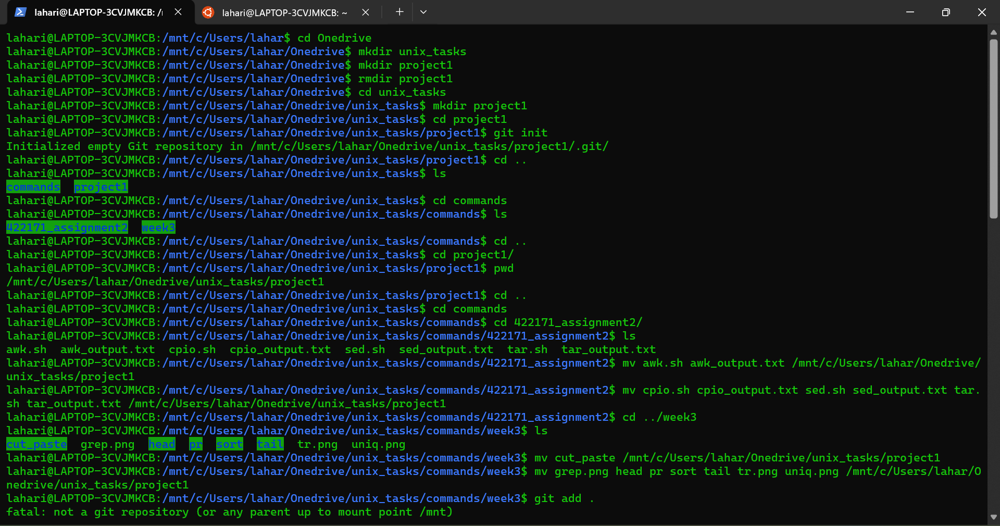 lahari@LAPTOP-3CVJMKCB: /
lahari@LAPTOP-3CVJMKCB: ~
lahari@LAPTOP-3CVJMKCB:/mnt/c/Users/lahar$ cd Onedrive
lahari@LAPTOP-3CVJMKCB:/mnt/c/Users/lahar/Onedrive$ mkdir unix_tasks
lahari@LAPTOP-3CVJMKCB:/mnt/c/Users/lahar/Onedrive$ mkdir project1
lahari@LAPTOP-3CVJMKCB:/mnt/c/Users/lahar/Onedrive$ rmdir project1
lahari@LAPTOP-3CVJMKCB:/mnt/c/Users/lahar/Onedrive$ cd unix_tasks
lahari@LAPTOP-3CVJMKCB:/mnt/c/Users/lahar/Onedrive/unix_tasks$ mkdir project1
lahari@LAPTOP-3CVJMKCB:/mnt/c/Users/lahar/Onedrive/unix_tasks$ cd project1
lahari@LAPTOP-3CVJMKCB:/mnt/c/Users/lahar/Onedrive/unix_tasks/project1$ git init
Initialized empty Git repository in /mnt/c/Users/lahar/Onedrive/unix_tasks/project1/.git/
lahari@LAPTOP-3CVJMKCB:/mnt/c/Users/lahar/Onedrive/unix_tasks/project1$ cd ..
lahari@LAPTOP-3CVJMKCB:/mnt/c/Users/lahar/Onedrive/unix_tasks$ ls
commands  project1
lahari@LAPTOP-3CVJMKCB:/mnt/c/Users/lahar/Onedrive/unix_tasks$ cd commands
lahari@LAPTOP-3CVJMKCB:/mnt/c/Users/lahar/Onedrive/unix_tasks/commands$ ls
422171_assignment2  week3
lahari@LAPTOP-3CVJMKCB:/mnt/c/Users/lahar/Onedrive/unix_tasks/commands$ cd ..
lahari@LAPTOP-3CVJMKCB:/mnt/c/Users/lahar/Onedrive/unix_tasks$ cd project1/
lahari@LAPTOP-3CVJMKCB:/mnt/c/Users/lahar/Onedrive/unix_tasks/project1$ pwd
/mnt/c/Users/lahar/Onedrive/unix_tasks/project1
lahari@LAPTOP-3CVJMKCB:/mnt/c/Users/lahar/Onedrive/unix_tasks/project1$ cd ..
lahari@LAPTOP-3CVJMKCB:/mnt/c/Users/lahar/Onedrive/unix_tasks$ cd commands
lahari@LAPTOP-3CVJMKCB:/mnt/c/Users/lahar/Onedrive/unix_tasks/commands$ cd 422171_assignment2/
lahari@LAPTOP-3CVJMKCB:/mnt/c/Users/lahar/Onedrive/unix_tasks/commands/422171_assignment2$ ls
awk.sh  awk_output.txt  cpio.sh  cpio_output.txt  sed.sh  sed_output.txt  tar.sh  tar_output.txt
lahari@LAPTOP-3CVJMKCB:/mnt/c/Users/lahar/Onedrive/unix_tasks/commands/422171_assignment2$ mv awk.sh awk_output.txt /mnt/c/Users/lahar/Onedrive/
unix_tasks/project1
lahari@LAPTOP-3CVJMKCB:/mnt/c/Users/lahar/Onedrive/unix_tasks/commands/422171_assignment2$ mv cpio.sh cpio_output.txt sed.sh sed_output.txt tar.
sh tar_output.txt /mnt/c/Users/lahar/Onedrive/unix_tasks/project1
lahari@LAPTOP-3CVJMKCB:/mnt/c/Users/lahar/Onedrive/unix_tasks/commands/422171_assignment2$ cd ../week3
lahari@LAPTOP-3CVJMKCB:/mnt/c/Users/lahar/Onedrive/unix_tasks/commands/week3$ ls
cut_paste  grep.png  head  pr  sort  tail  tr.png  uniq.png
lahari@LAPTOP-3CVJMKCB:/mnt/c/Users/lahar/Onedrive/unix_tasks/commands/week3$ mv cut_paste /mnt/c/Users/lahar/Onedrive/unix_tasks/project1
lahari@LAPTOP-3CVJMKCB:/mnt/c/Users/lahar/Onedrive/unix_tasks/commands/week3$ mv grep.png head pr sort tail tr.png uniq.png /mnt/c/Users/lahar/O
nedrive/unix_tasks/project1
lahari@LAPTOP-3CVJMKCB:/mnt/c/Users/lahar/Onedrive/unix_tasks/commands/week3$ git add .
fatal: not a git repository (or any parent up to mount point /mnt)